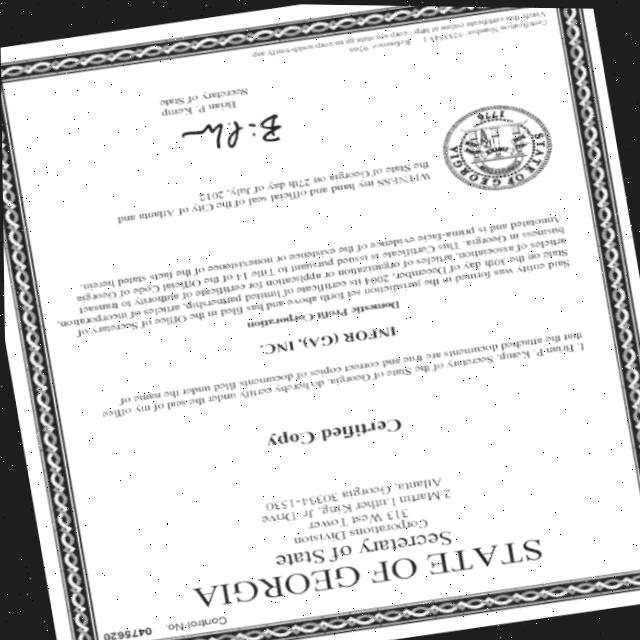 Control No. 0475620
STATE OF GEORGIA
Secretary of State
Corporations Division
313 West Tower
2 Martin Luther King, Jr. Drive
Atlanta, Georgia 30334-1530
Certified Copy
I, Brian P. Kemp, Secretary of the State of Georgia, do hereby certify under the seal of my office
that the attached documents are true and correct copies of documents filed under the name of
INFOR (GA), INC.
Domestic Profit Corporation
Said entity was formed in the jurisdiction set forth above and has filed in the Office of Secretary of
State on the 30th day of December, 2004 its certificate of limited partnership, articles of incorporation,
articles of association, articles of organization or application for certificate of authority to transact
business in Georgia. This Certificate is issued pursuant to Title 14 of the Official Code of Georgia
Annotated and is prima-facie evidence of the existence or nonexistence of the facts stated herein.
WITNESS my hand and official seal of the City of Atlanta and
the State of Georgia on 27th day of July, 2012
STATE OF GEORGIA
1776
Brian P. Kemp
Secretary of State
Certification Number: Reference:
Verify this certificate online at